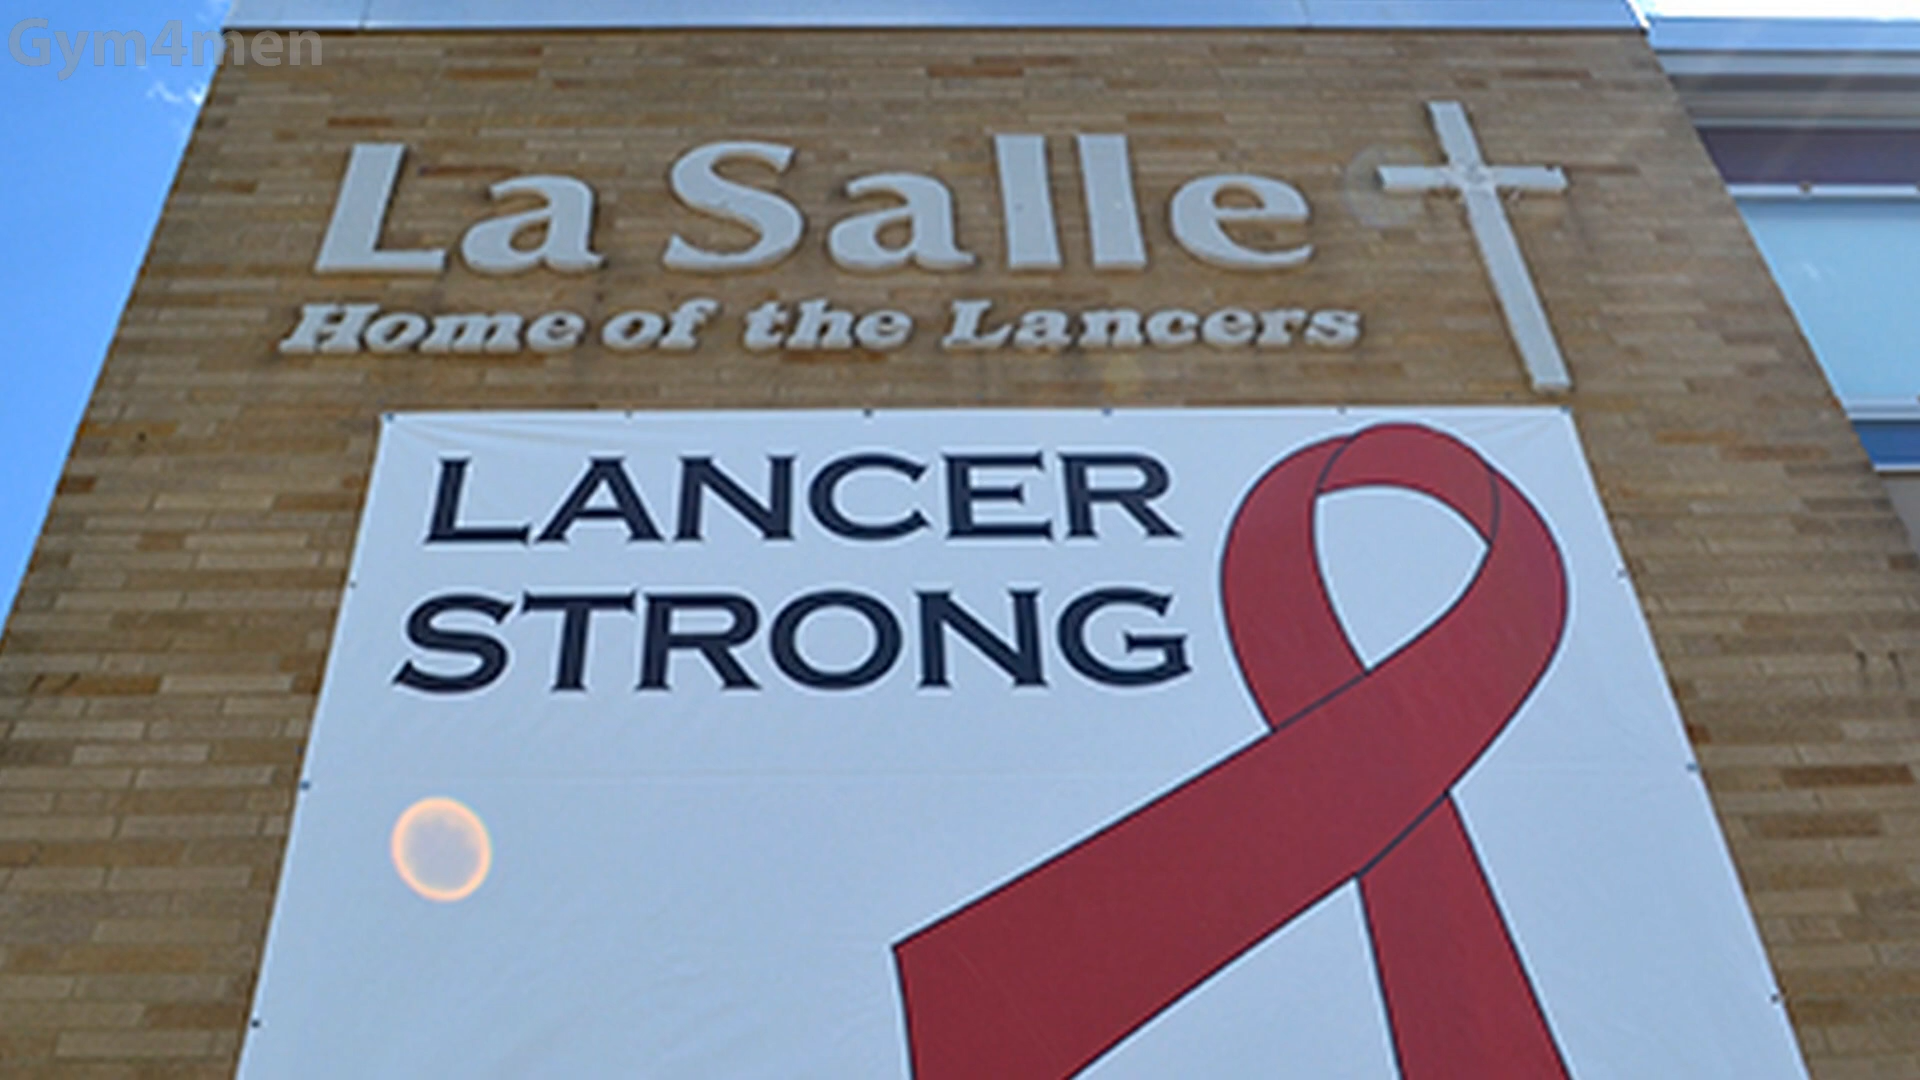 Gym4men
La Salle
Home of the Lancers
LANCER
STRONG